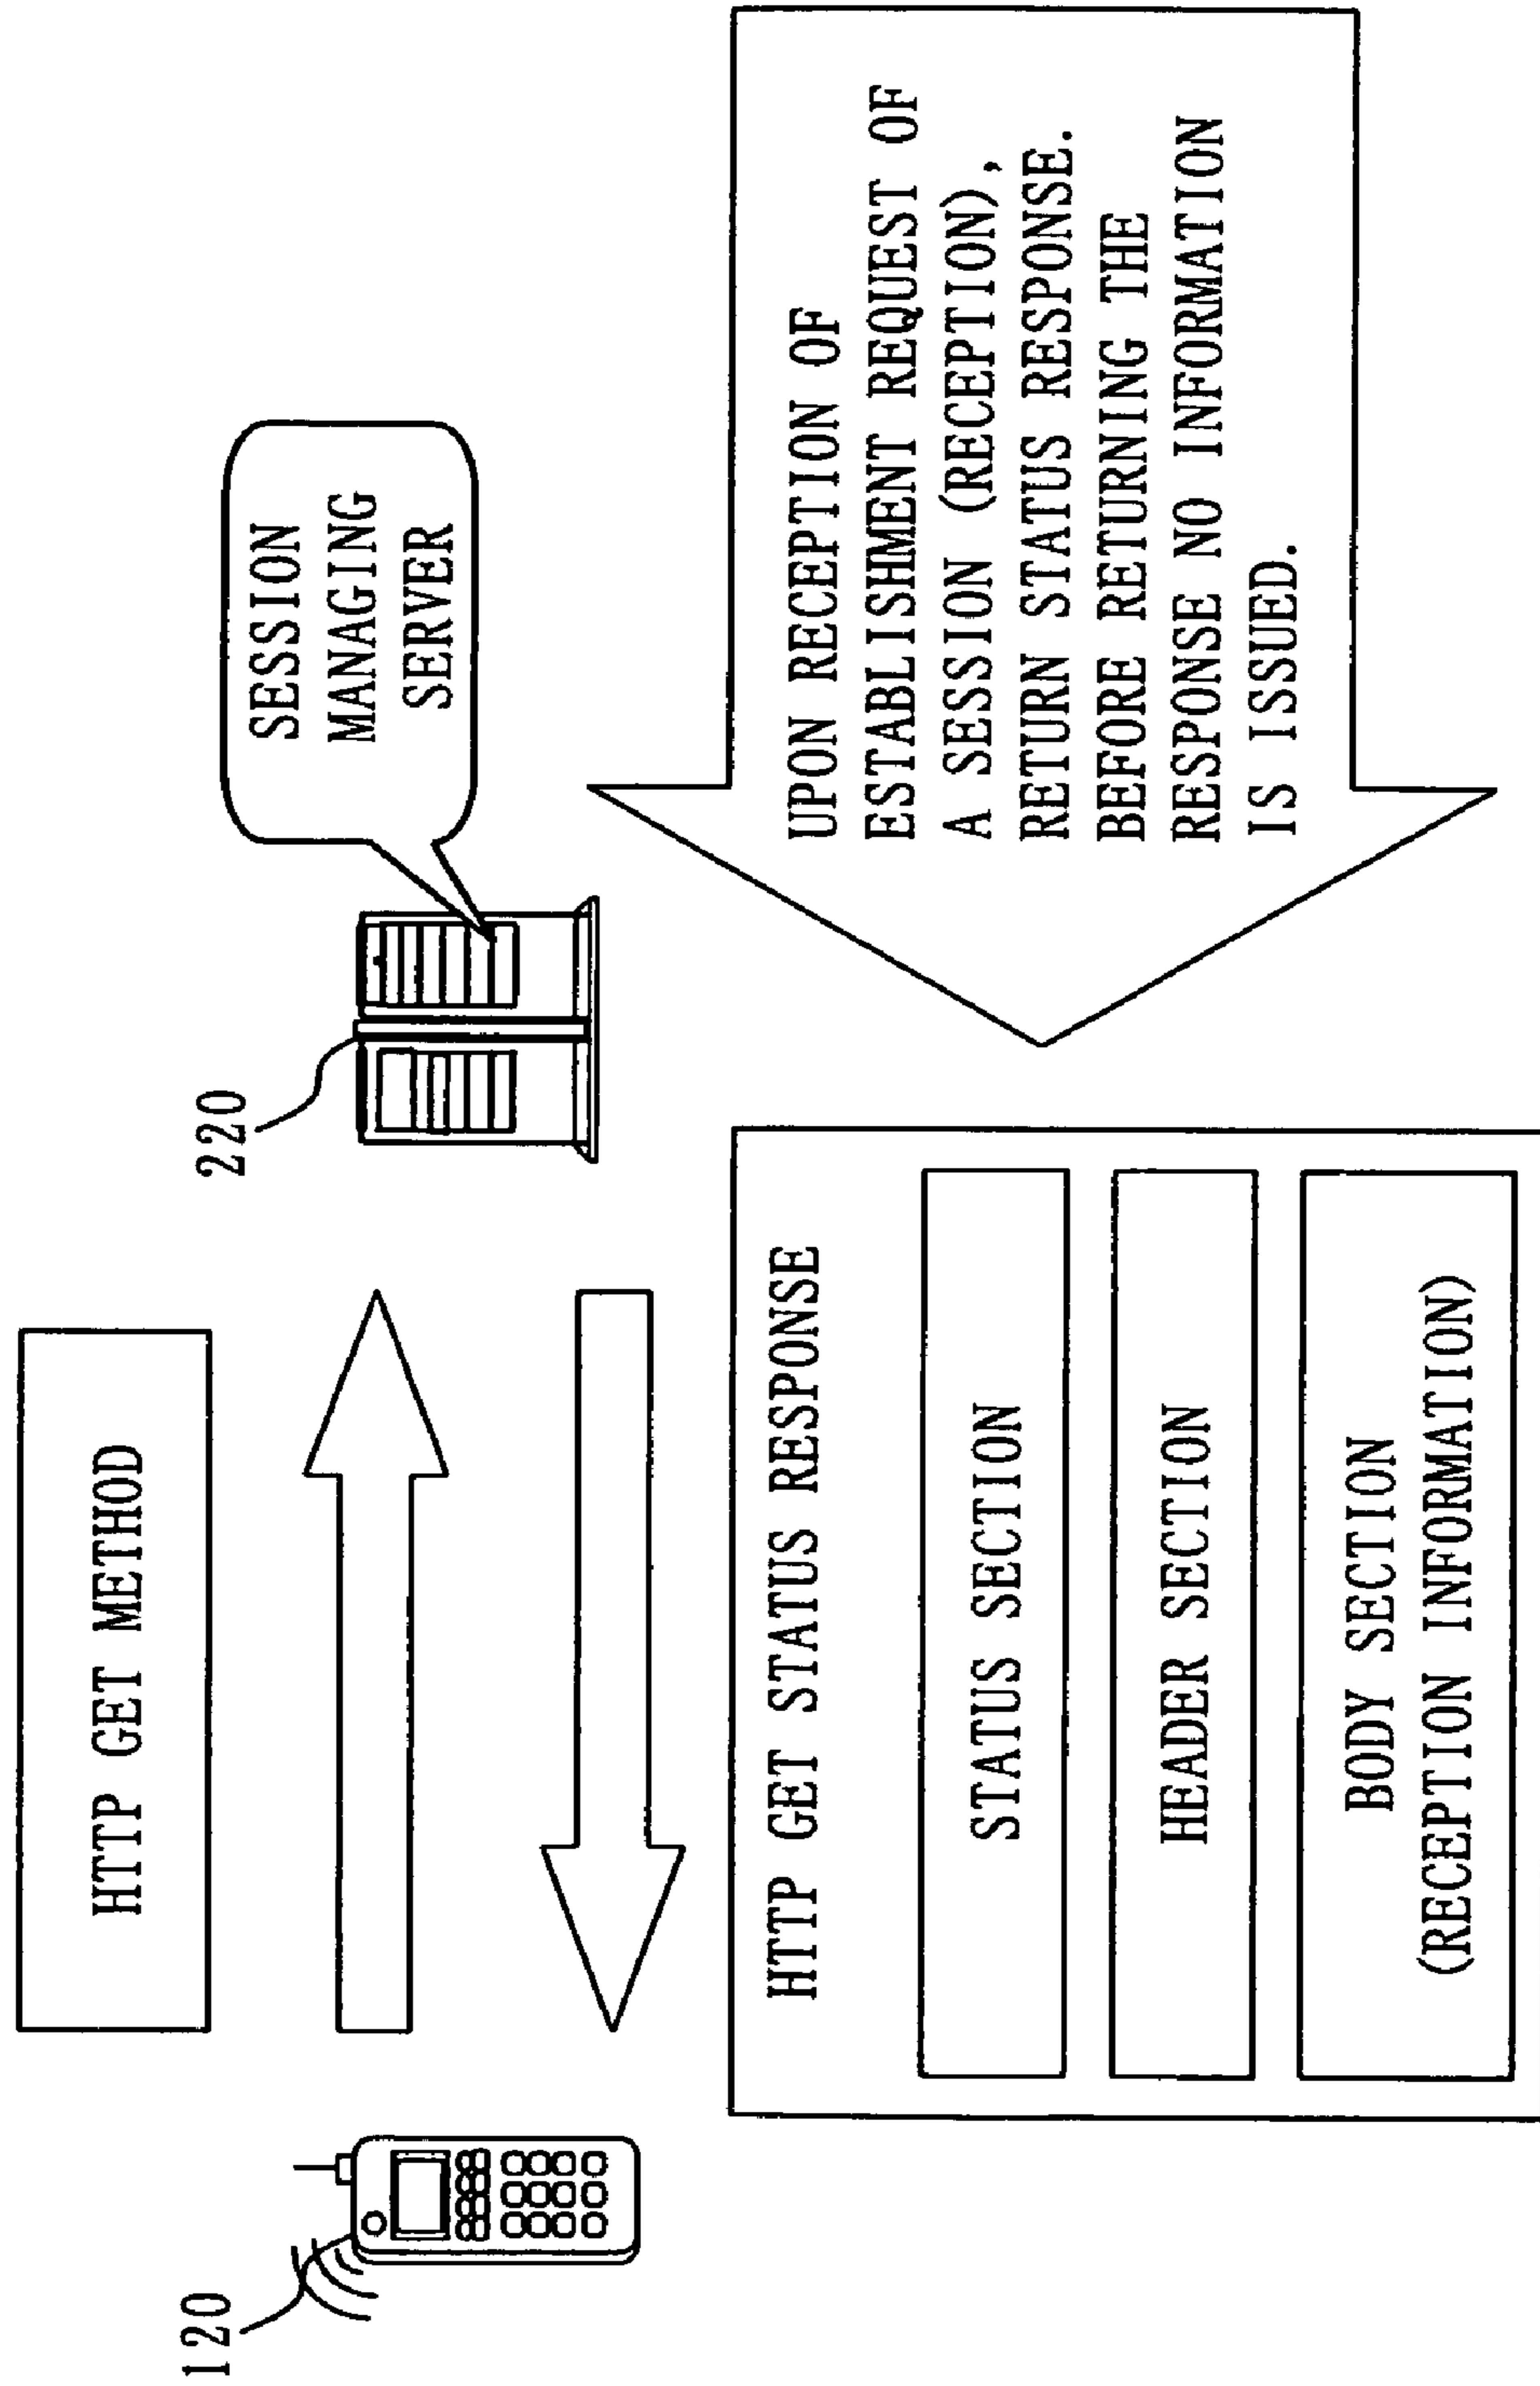 HTTP GET METHOD
120
220
SESSION
MANAGING
SERVER
HTTP GET STATUS RESPONSE
STATUS SECTION
HEADER SECTION
BODY SECTION
(RECEPTION INFORMATION)
UPON RECEPTION OF
ESTABLISHMENT REQUEST OF
A SESSION (RECEPTION),
RETURN STATUS RESPONSE.
BEFORE RETURNING THE
RESPONSE NO INFORMATION
IS ISSUED.